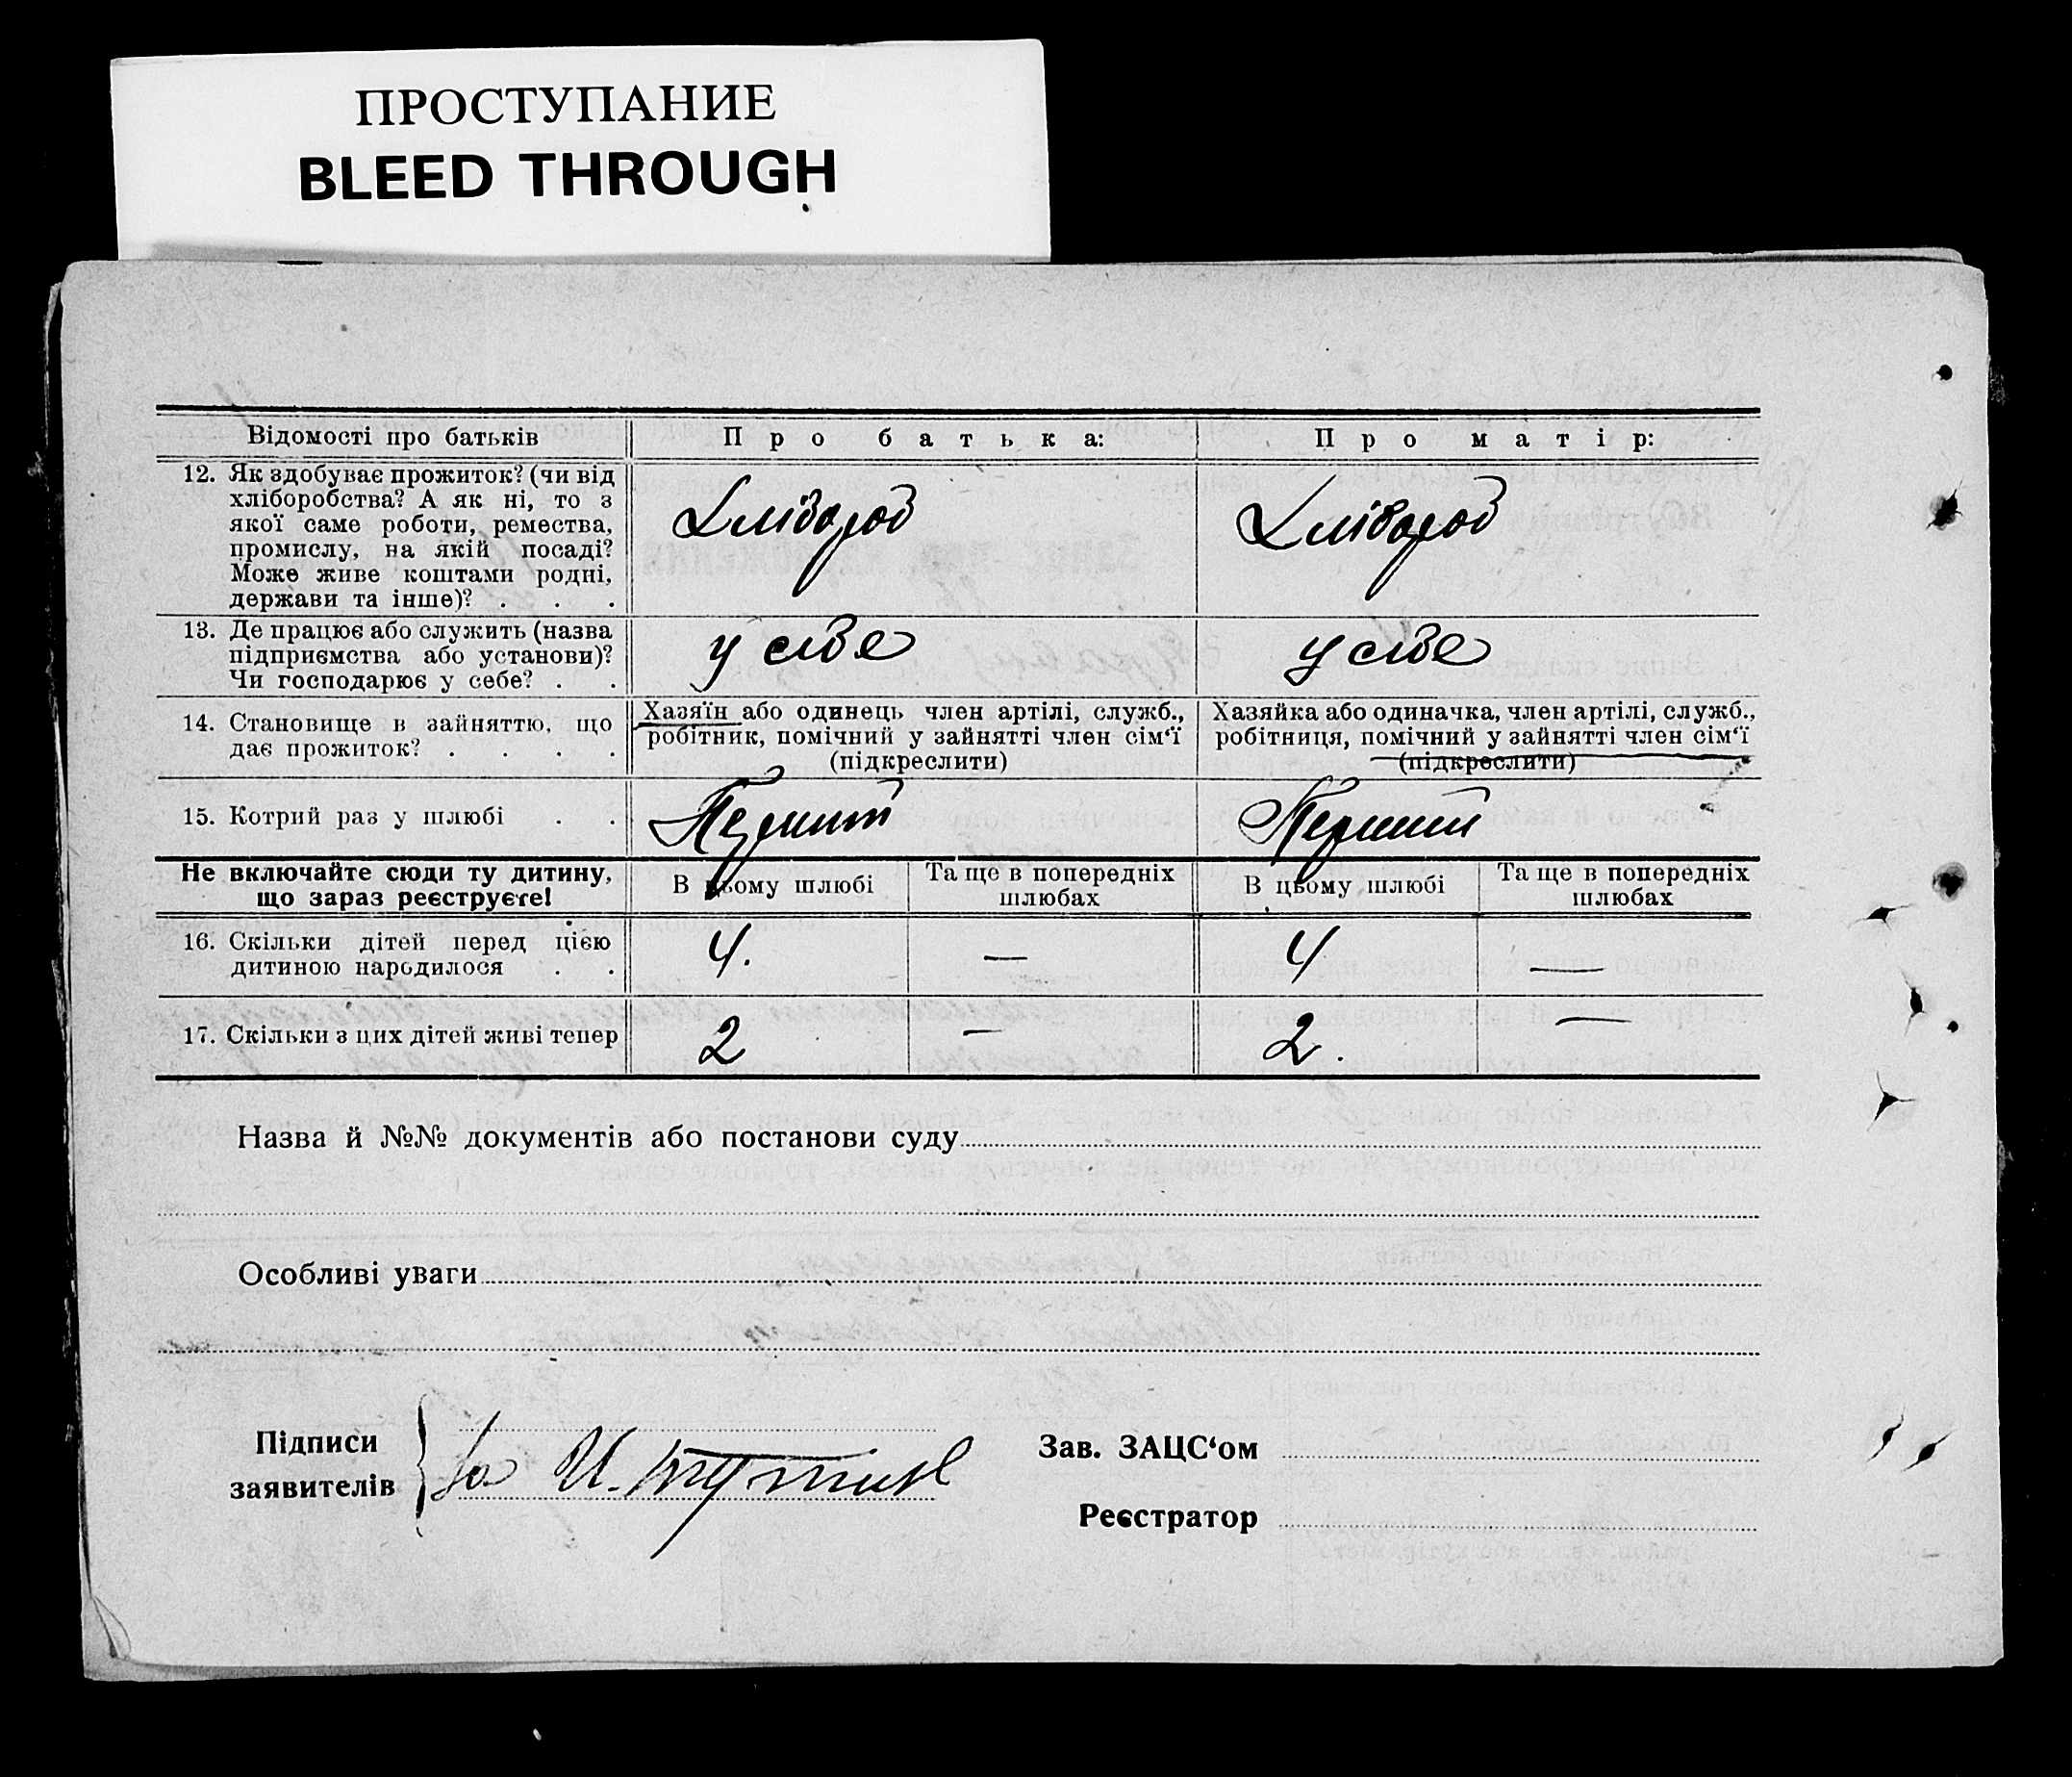 ПРОСТУПАНИЕ
BLEED THROUGH
Відомості про батьків
Про батька:
Про матір:
12. Як здобуває прожиток? (чи від
хліборобства? А як ні, то з
якої саме роботи, ремества,
промислу, на якій посаді?
Може живе коштами родні,
держави та інше)? . . .
Хлібороб
Хлібороб
13. Де працює або служить (назва
підприємства або установи)?
Чи господарює у себе? . .
у себе
у себе
14. Становище в зайняттю, що
дає прожиток? . . . .
Хазяїн або одинець член артілі, служб.,
робітник, помічний у зайнятті член сім‘ї
(підкреслити)
Хазяйка або одиначка, член артілі, служб.,
робітниця, помічний у зайнятті член сім‘ї
(підкреслити)
15. Котрий раз у шлюбі . .
Перший
Перший
Не включайте сюди ту дитину,
що зараз реєструєте!
В цьому шлюбі
Та ще в попередніх
шлюбах
В цьому шлюбі
Та ще в попередніх
шлюбах
16. Скільки дітей перед цією
дитиною народилося . .
4. — 4 —
17. Скільки з цих дітей живі тепер
2 — 2. —
Назва й №№ документів або постанови суду
Особливі уваги
Підписи
заявителів
За И.
Зав. ЗАЦС‘ом
Реєстратор